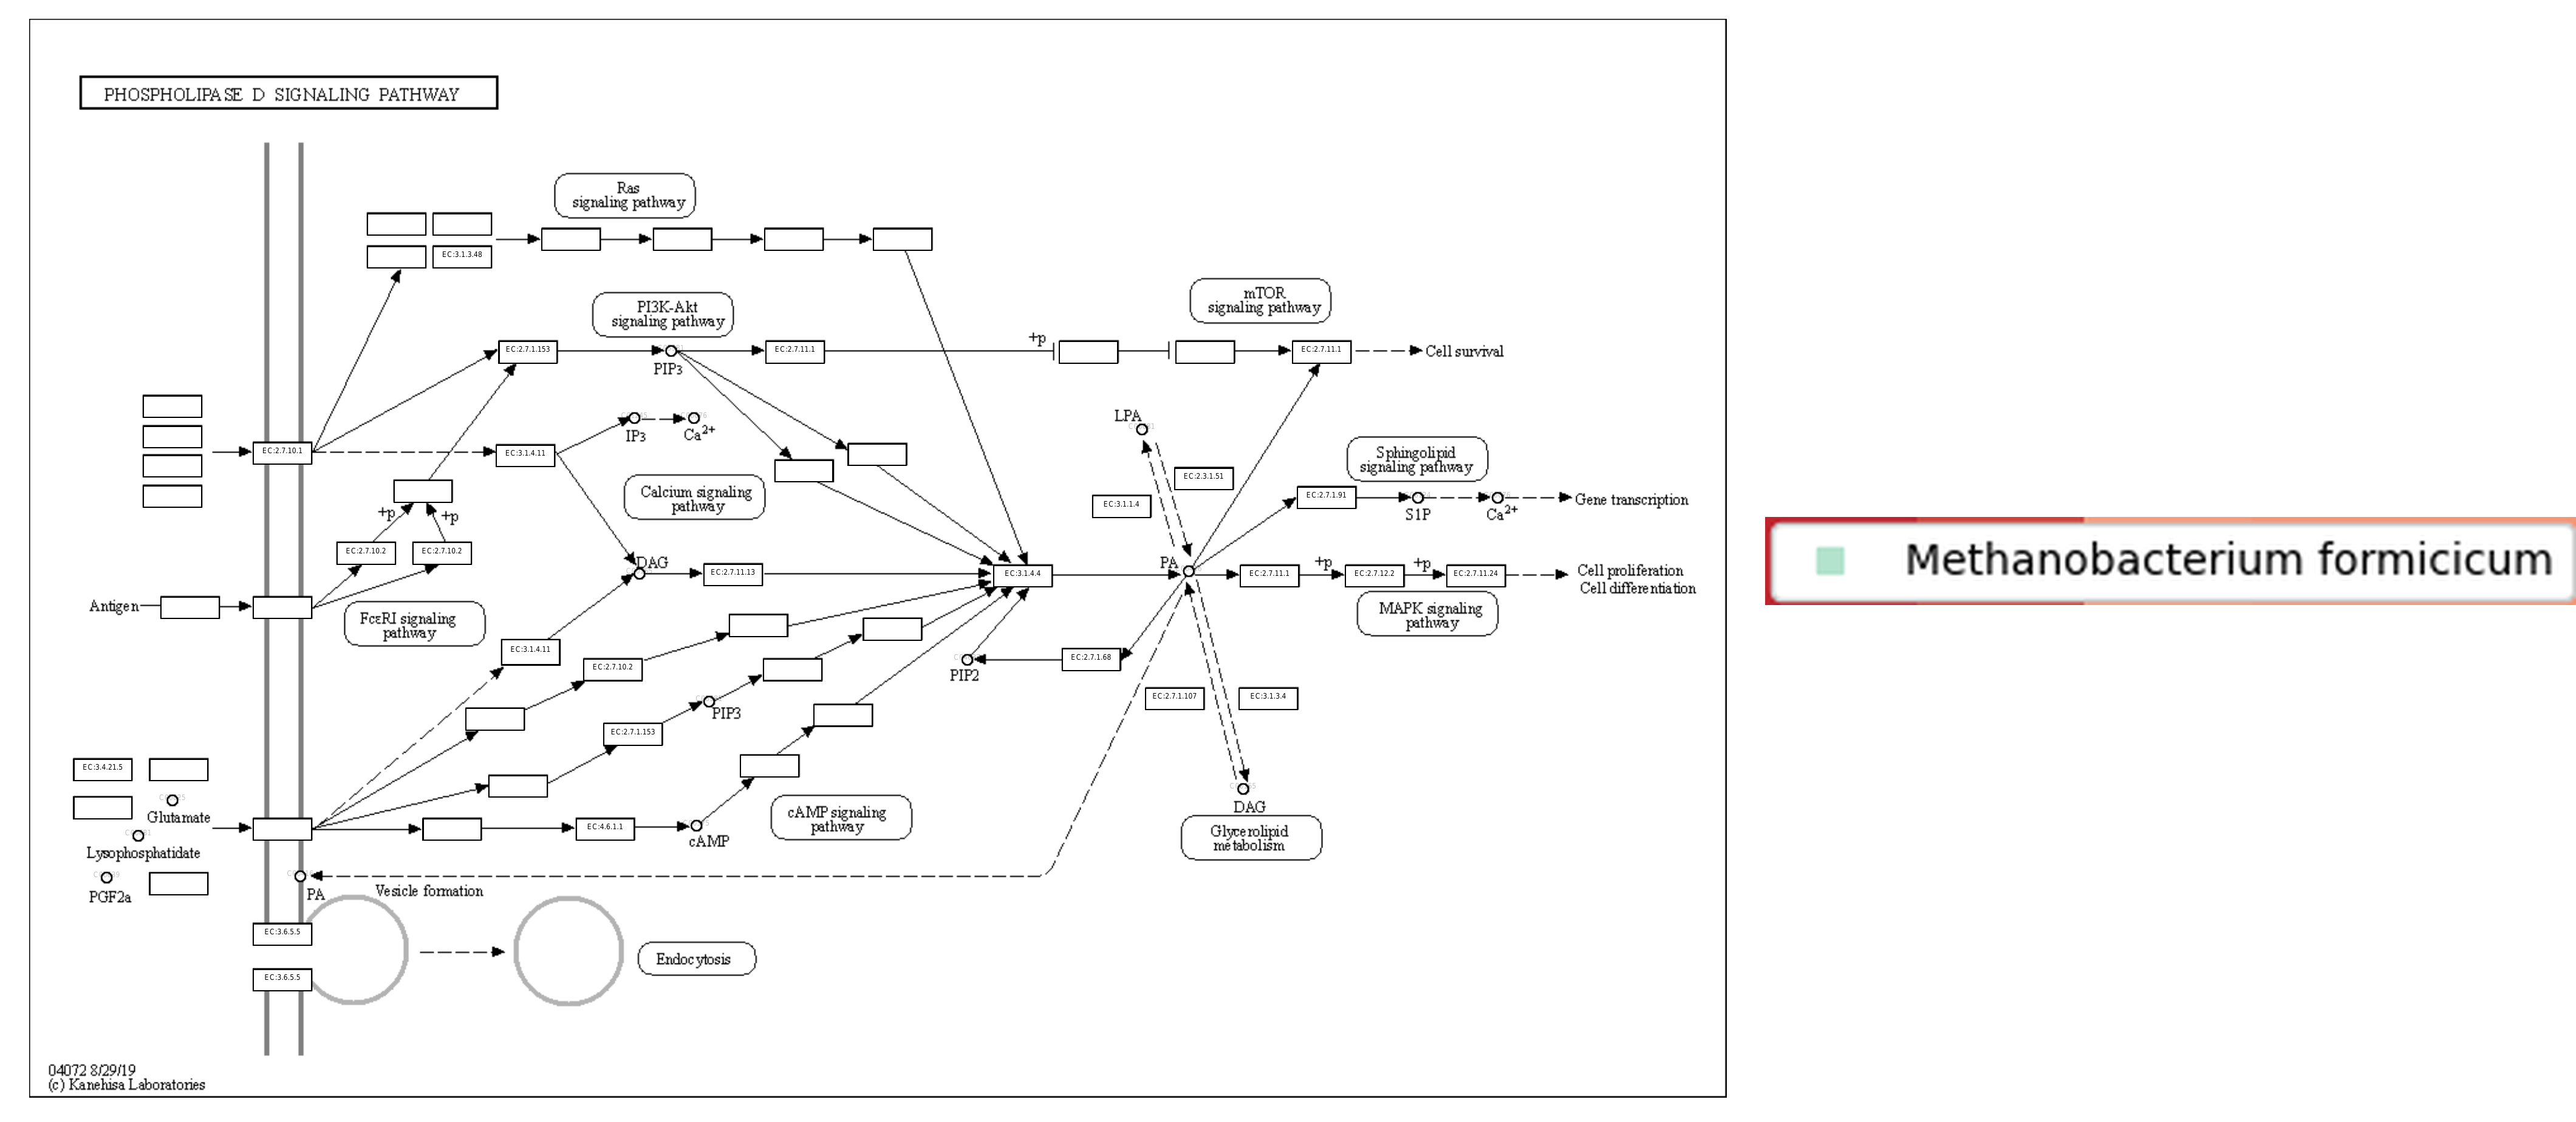 PHOSPHOLIPASE D SIGNALING PATHWAY
Ras
signaling pathway
EC:3.1.3.48
PI3K-Akt
signaling pathway
mTOR
signaling pathway
EC:2.7.1.153
PIP3
EC:2.7.11.1
+p
EC:2.7.11.1
Cell survival
EC:2.7.10.1
EC:3.1.4.11
IP3
Ca2+
LPA
Calcium signaling
pathway
EC:2.3.1.51
EC:3.1.1.4
Sphingolipid
signaling pathway
EC:2.7.1.91
S1P
Ca2+
Gene transcription
+p
+p
EC:2.7.10.2
EC:2.7.10.2
DAG
EC:2.7.11.13
EC:3.1.4.4
PA
EC:2.7.11.1
+p
EC:2.7.12.2
+p
EC:2.7.11.24
Cell proliferation
Cell differentiation
MAPK signaling
pathway
Methanobacterium formicicum
Antigen
FcεRI signaling
pathway
EC:3.1.4.11
EC:2.7.10.2
PIP2
EC:2.7.1.68
EC:2.7.1.107
EC:3.1.3.4
PIP3
EC:2.7.1.153
EC:3.4.21.5
Glutamate
Lysophosphatidate
PGF2a
EC:4.6.1.1
cAMP
cAMP signaling
pathway
DAG
Glycerolipid
metabolism
PA
Vesicle formation
EC:3.6.5.5
EC:3.6.5.5
Endocytosis
04072 8/29/19
(c) Kanehisa Laboratories